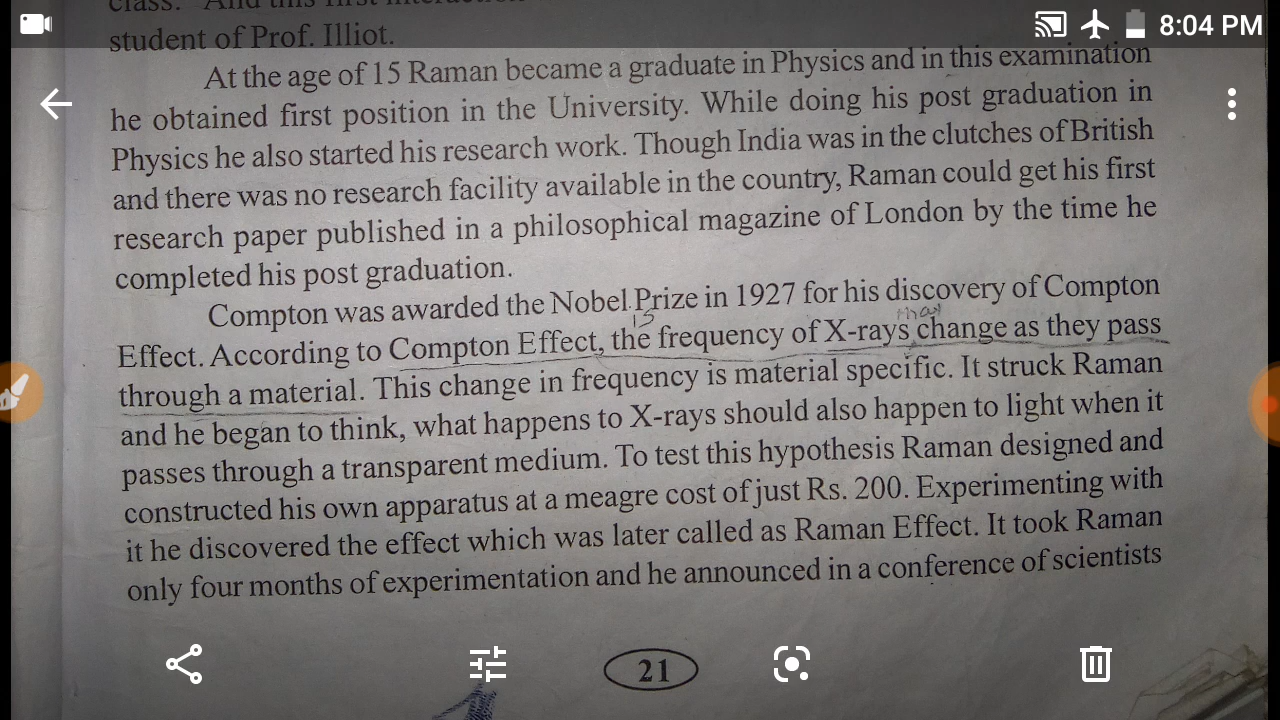 class. And this first interaction
8:04 PM
student of Prof. Illiot.
At the age of 15 Raman became a graduate in Physics and in this examination
he obtained first position in the University. While doing his post graduation in
Physics he also started his research work. Though India was in the clutches of British
and there was no research facility available in the country, Raman could get his first
research paper published in a philosophical magazine of London by the time he
completed his post graduation.
Compton was awarded the Nobel Prize in 1927 for his discovery of Compton
Effect. According to Compton Effect, the frequency of X-rays change as they pass
through a material. This change in frequency is material specific. It struck Raman
and he began to think, what happens to X-rays should also happen to light when it
passes through a transparent medium. To test this hypothesis Raman designed and
constructed his own apparatus at a meagre cost of just Rs. 200. Experimenting with
it he discovered the effect which was later called as Raman Effect. It took Raman
only four months of experimentation and he announced in a conference of scientists
21